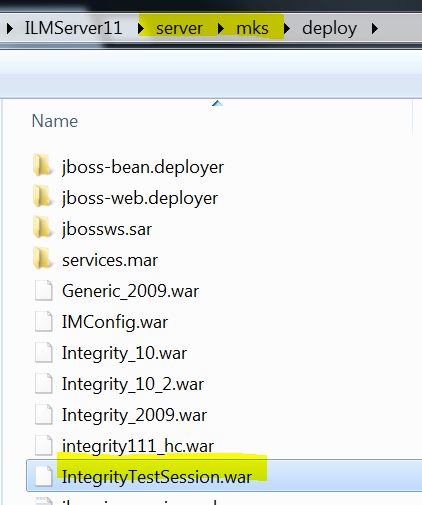 ILMServer11 server mks deploy
Name
jboss-bean.deployer
jboss-web.deployer
jbossws.sar
services.mar
Generic_2009.war
IMConfig.war
Integrity_10.war
Integrity_10_2.war
Integrity_2009.war
integrity111_hc.war
IntegrityTestSession.war